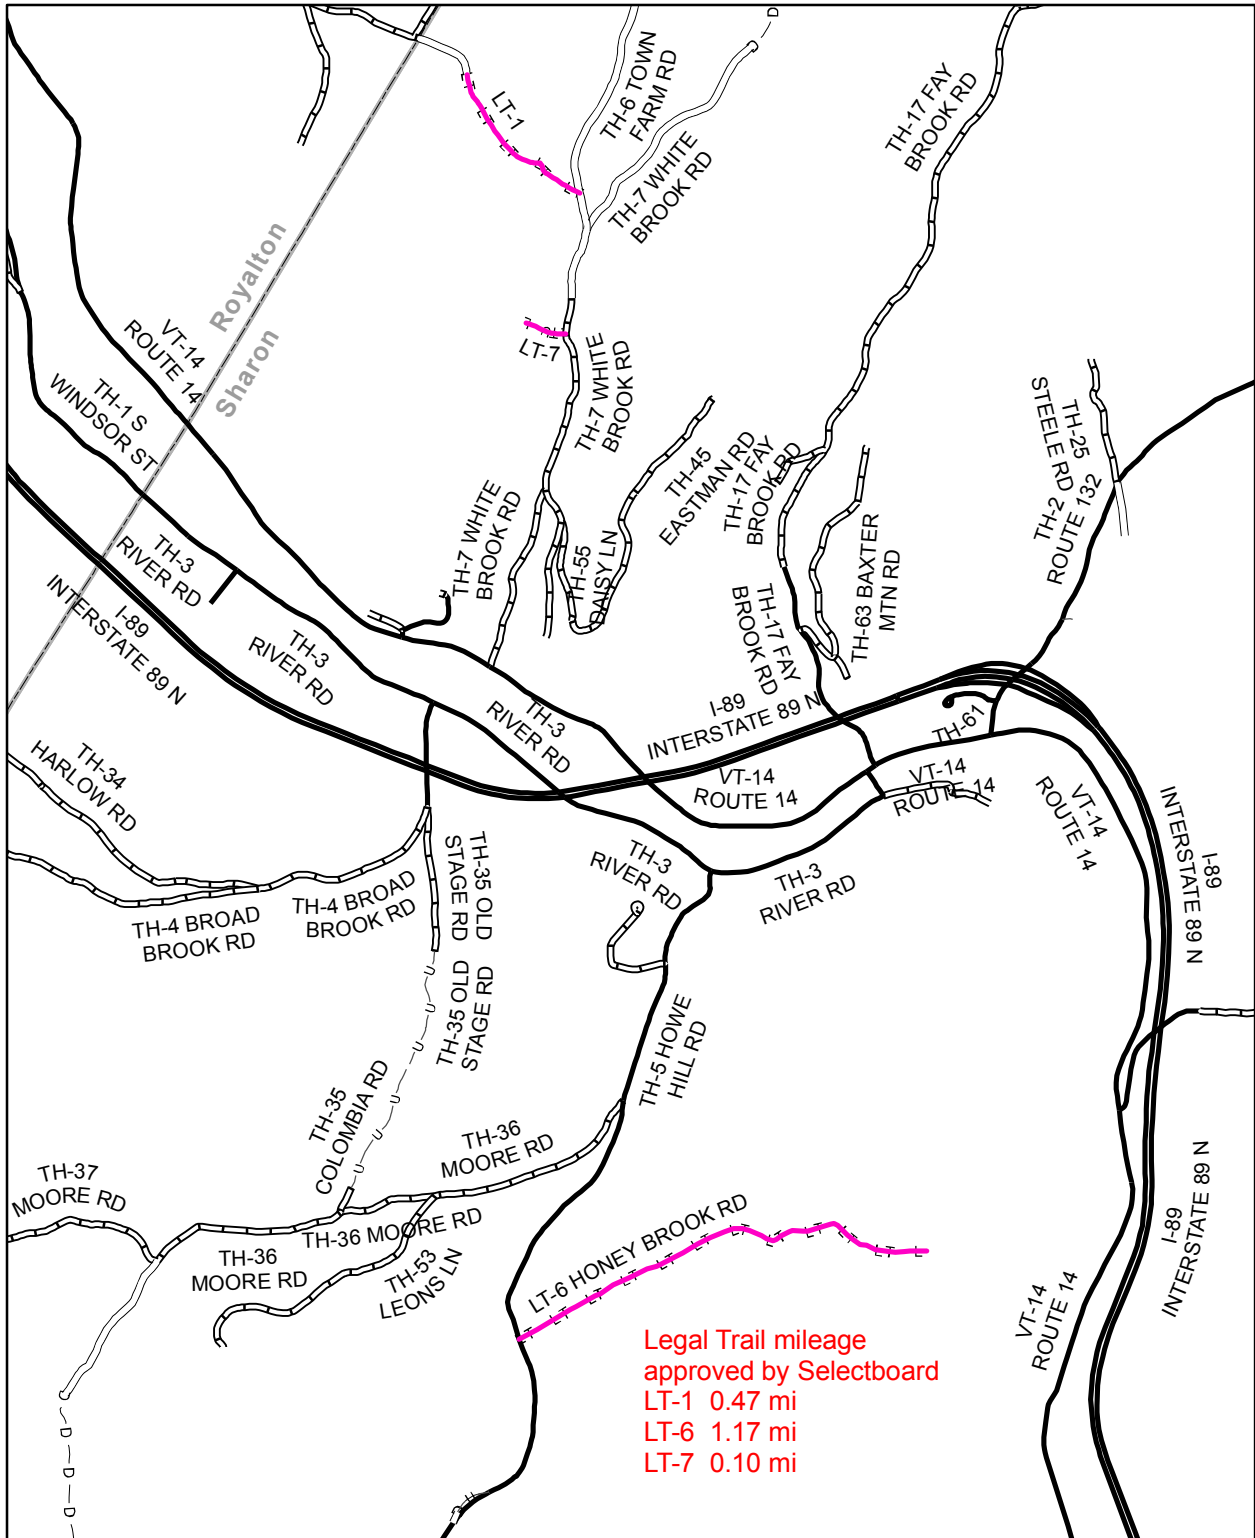 D
TH-6 TOWN
FARM RD
LT-1
TH-17 FAY
BROOK RD
TH-7 WHITE
BROOK RD
Royalton
Sharon
VT-14
ROUTE 14
LT-7
TH-7 WHITE
BROOK RD
TH-1 S
WINDSOR ST
TH-45
EASTMAN RD
TH-17 FAY
BROOK RD
TH-25
STEELE RD
TH-2
ROUTE 132
TH-7 WHITE
BROOK RD
TH-3
RIVER RD
TH-55
DAISY LN
TH-63 BAXTER
MTN RD
I-89
INTERSTATE 89 N
TH-17 FAY
BROOK RD
TH-3
RIVER RD
TH-3
RIVER RD
I-89
INTERSTATE 89 N
TH-61
TH-34
HARLOW RD
VT-14
ROUTE 14
VT-14
ROUTE 14
VT-14
ROUTE 14
I-89
INTERSTATE 89 N
TH-3
RIVER RD
TH-3
RIVER RD
TH-35 OLD
STAGE RD
TH-4 BROAD
BROOK RD
TH-4 BROAD
BROOK RD
TH-35 OLD
STAGE RD
U
U
U
U
U
U
U
TH-5 HOWE
HILL RD
TH-35
COLOMBIA RD
TH-36
MOORE RD
TH-37
MOORE RD
TH-36 MOORE RD
TH-36
MOORE RD
TH-53
LEONS LN
LT-6 HONEY BROOK RD
I-89
INTERSTATE 89 N
VT-14
ROUTE 14
Legal Trail mileage
approved by Selectboard
LT-1 0.47 mi
LT-6 1.17 mi
LT-7 0.10 mi
D
D
D